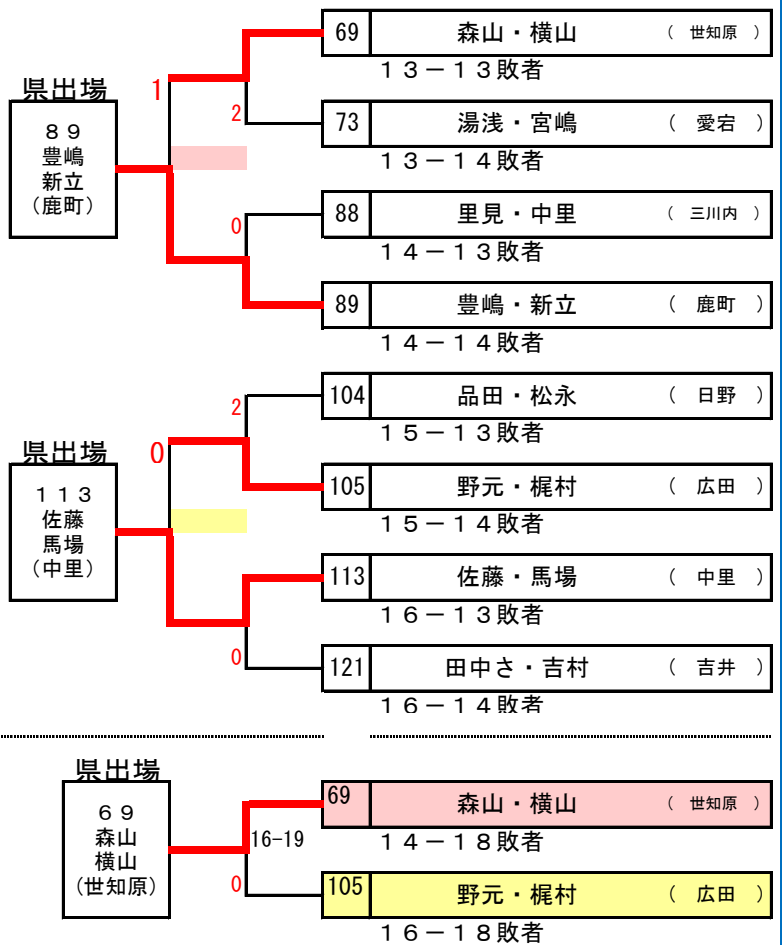 69 森山・横山 （ 世知原 ）
１３－１３敗者
県出場
1
８９
豊嶋
新立
（鹿町）
2
73 湯浅・宮嶋 （ 愛宕 ）
１３－１４敗者
0
88 里見・中里 （ 三川内 ）
１４－１３敗者
89 豊嶋・新立 （ 鹿町 ）
１４－１４敗者
2
104 品田・松永 （ 日野 ）
１５－１３敗者
県出場
0
１１３
佐藤
馬場
（中里）
105 野元・梶村 （ 広田 ）
１５－１４敗者
113 佐藤・馬場 （ 中里 ）
１６－１３敗者
0
121 田中さ・吉村 （ 吉井 ）
１６－１４敗者
県出場
６９
森山
横山
（世知原）
69 森山・横山 （ 世知原 ）
16-19
１４－１８敗者
0
105 野元・梶村 （ 広田 ）
１６－１８敗者